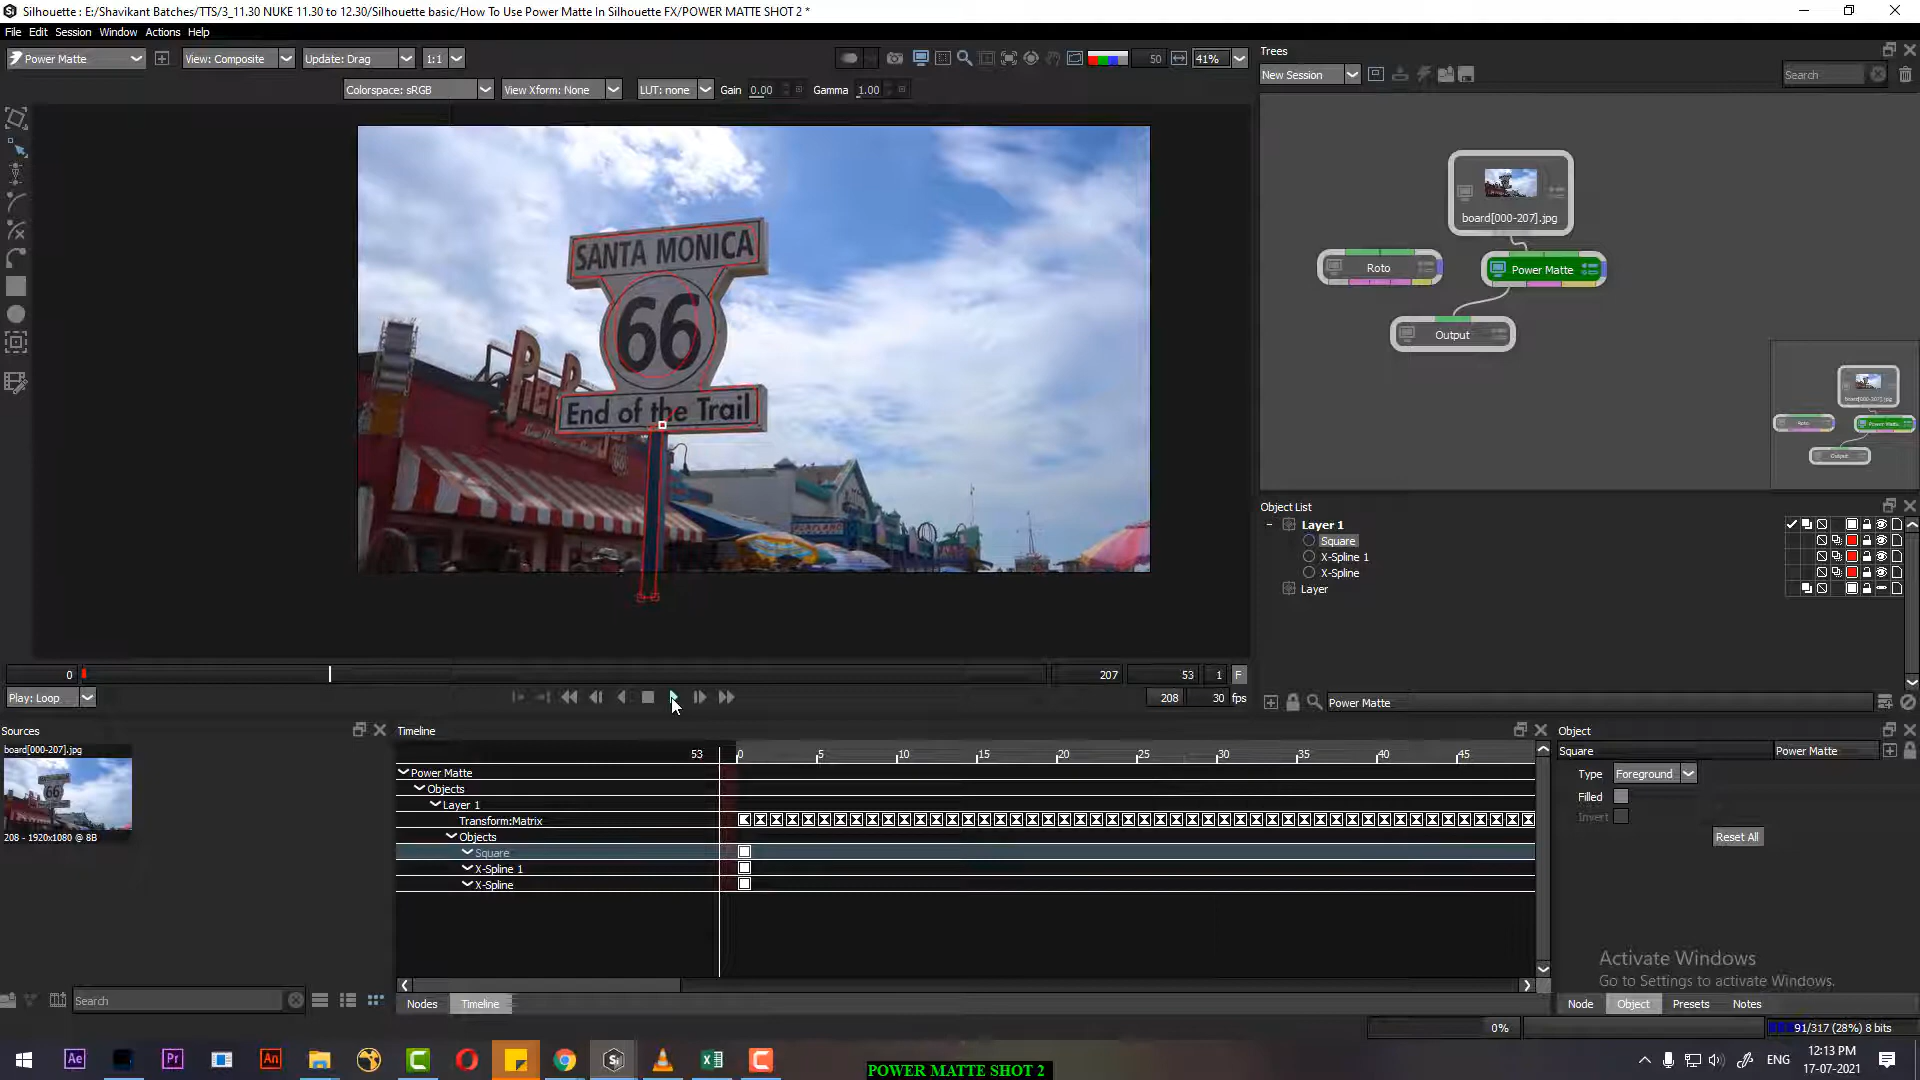 Silhouette : E:/Shavikant Batches/TTS/3_11.30 NUKE 11.30 to 12.30/Silhouette basic/How To Use Power Matte In Silhouette FX/POWER MATTE SHOT 2 *
File Edit Session Window Actions Help
Power Matte View: Composite Update: Drag 1:1 50 41%
Colorspace: sRGB View Xform: None LUT: none Gain 0.00 Gamma 1.00
Trees
New Session Search
board[000-207].jpg
Roto Power Matte
Output
SANTA MONICA
66
End of the Trail
PLAYLAND
Object List
Layer 1
Square
X-Spline 1
X-Spline
Layer
0 207 53 1 F
Play: Loop 208 30 fps
Power Matte
Sources
board[000-207].jpg
208 - 1920x1080 @ 8B
Search
Timeline
53 0 5 10 15 20 25 30 35 40 45
Power Matte
Objects
Layer 1
Transform:Matrix
Objects
Square
X-Spline 1
X-Spline
Nodes Timeline
Object
Square Power Matte
Type Foreground
Filled
Invert
Reset All
Activate Windows
Go to Settings to activate Windows.
Node Object Presets Notes
0% 91/317 (28%) 8 bits
Ae Pr An Si
POWER MATTE SHOT 2
ENG 12:13 PM
17-07-2021